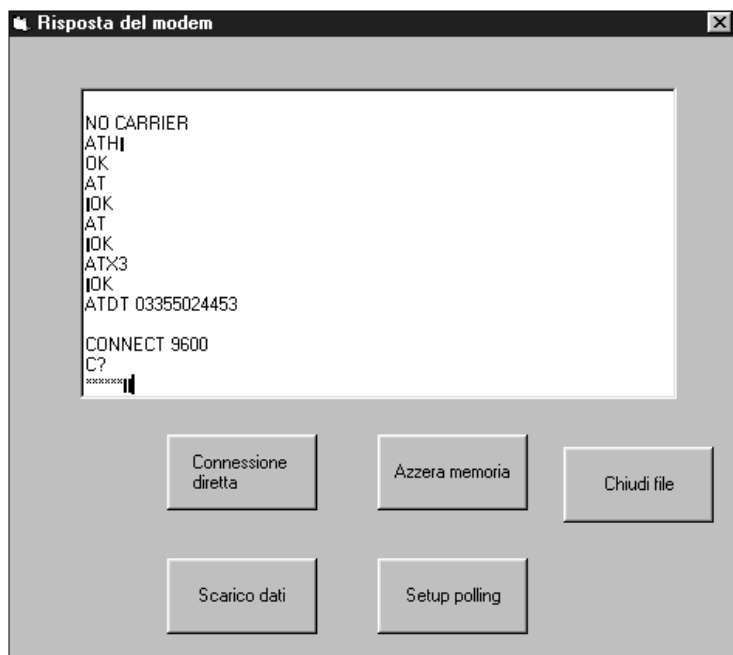 Risposta del modem
NO CARRIER
ATH
OK
AT
OK
AT
OK
ATX3
OK
ATDT 03355024453
CONNECT 9600
C?
******
Connessione
diretta
Azzera memoria
Chiudi file
Scarico dati
Setup polling